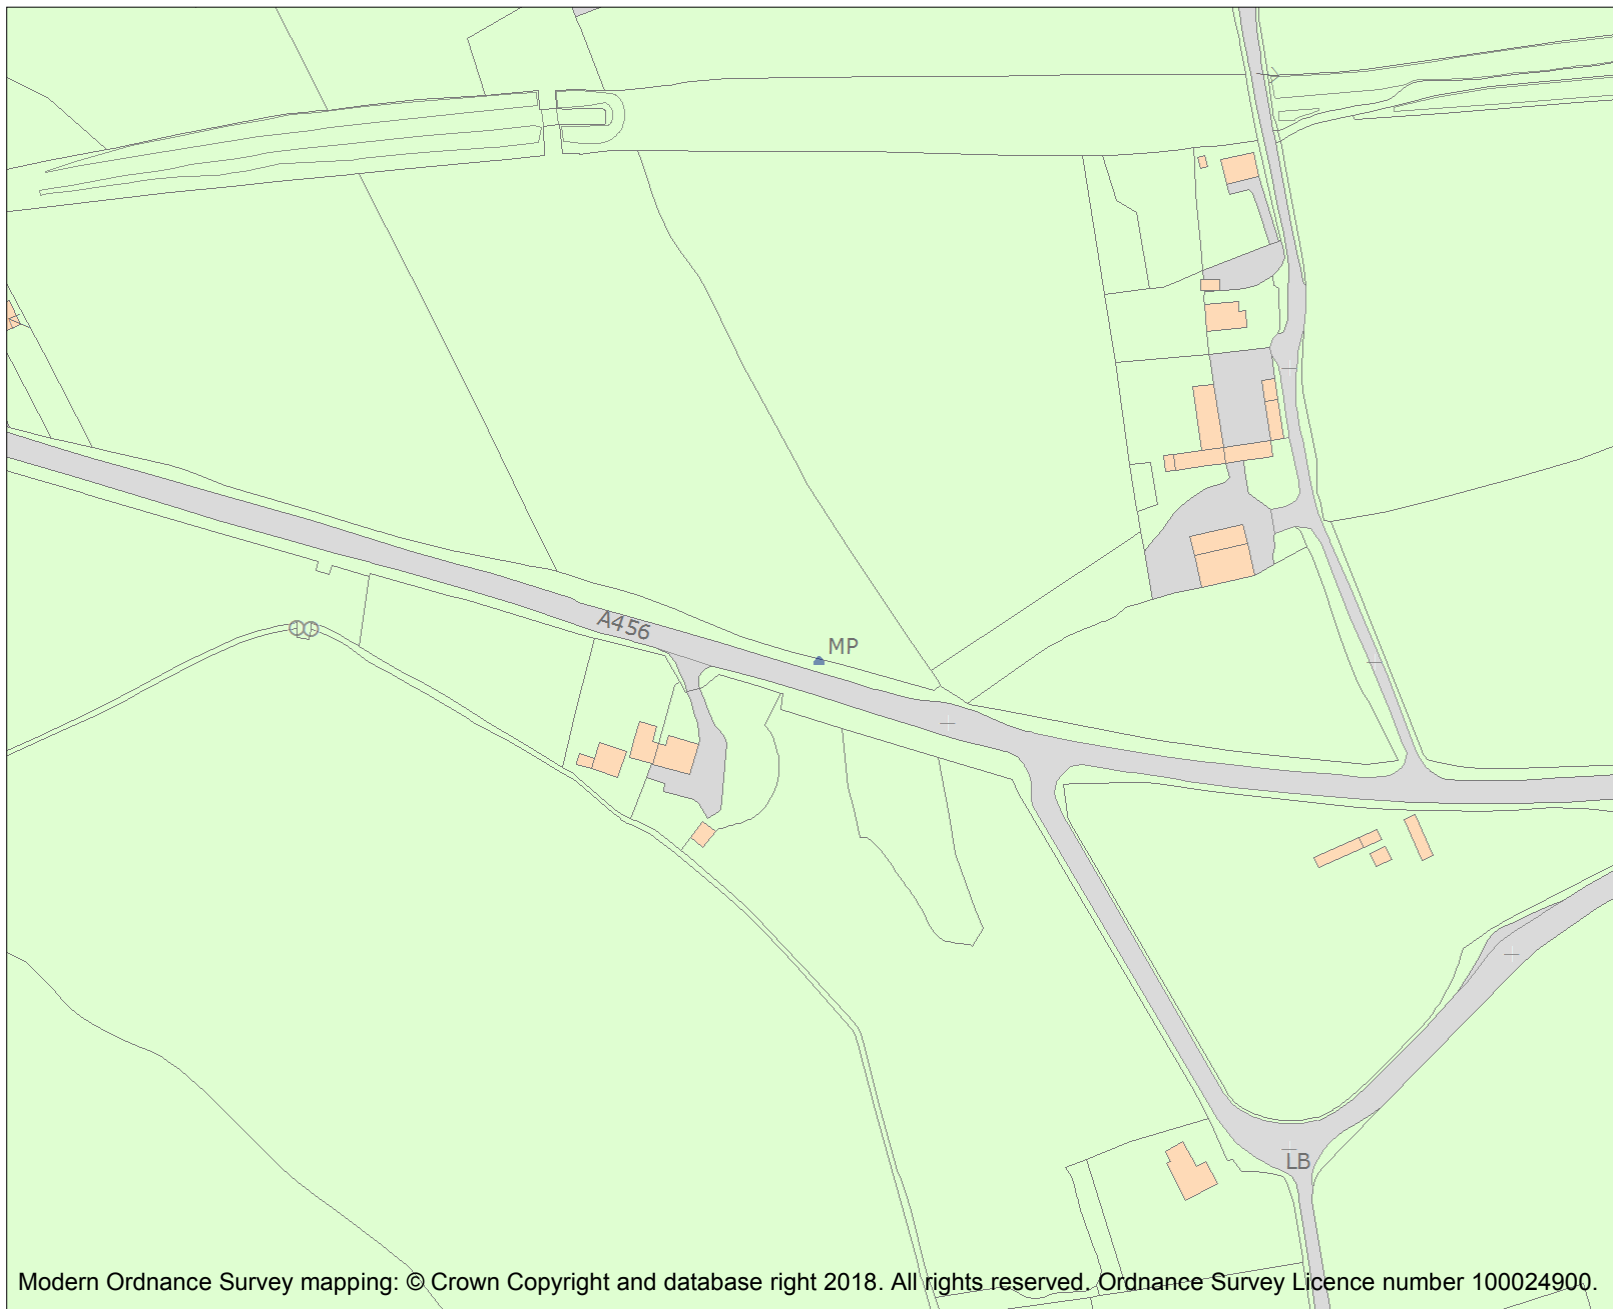 A456
MP
LB
Modern Ordnance Survey mapping: © Crown Copyright and database right 2018. All rights reserved. Ordnance Survey Licence number 100024900.